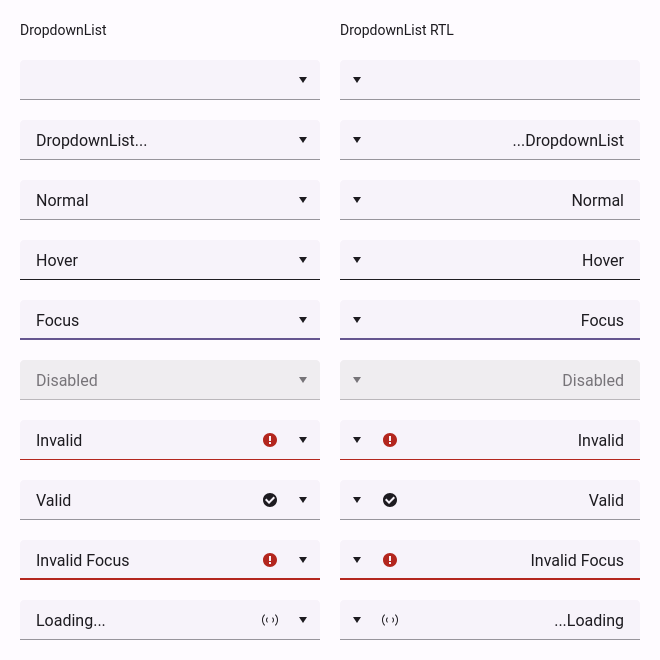 DropdownList DropdownList RTL
DropdownList... ...DropdownList
Normal Normal
Hover Hover
Focus Focus
Disabled Disabled
Invalid Invalid
Valid Valid
Invalid Focus Invalid Focus
Loading... ...Loading